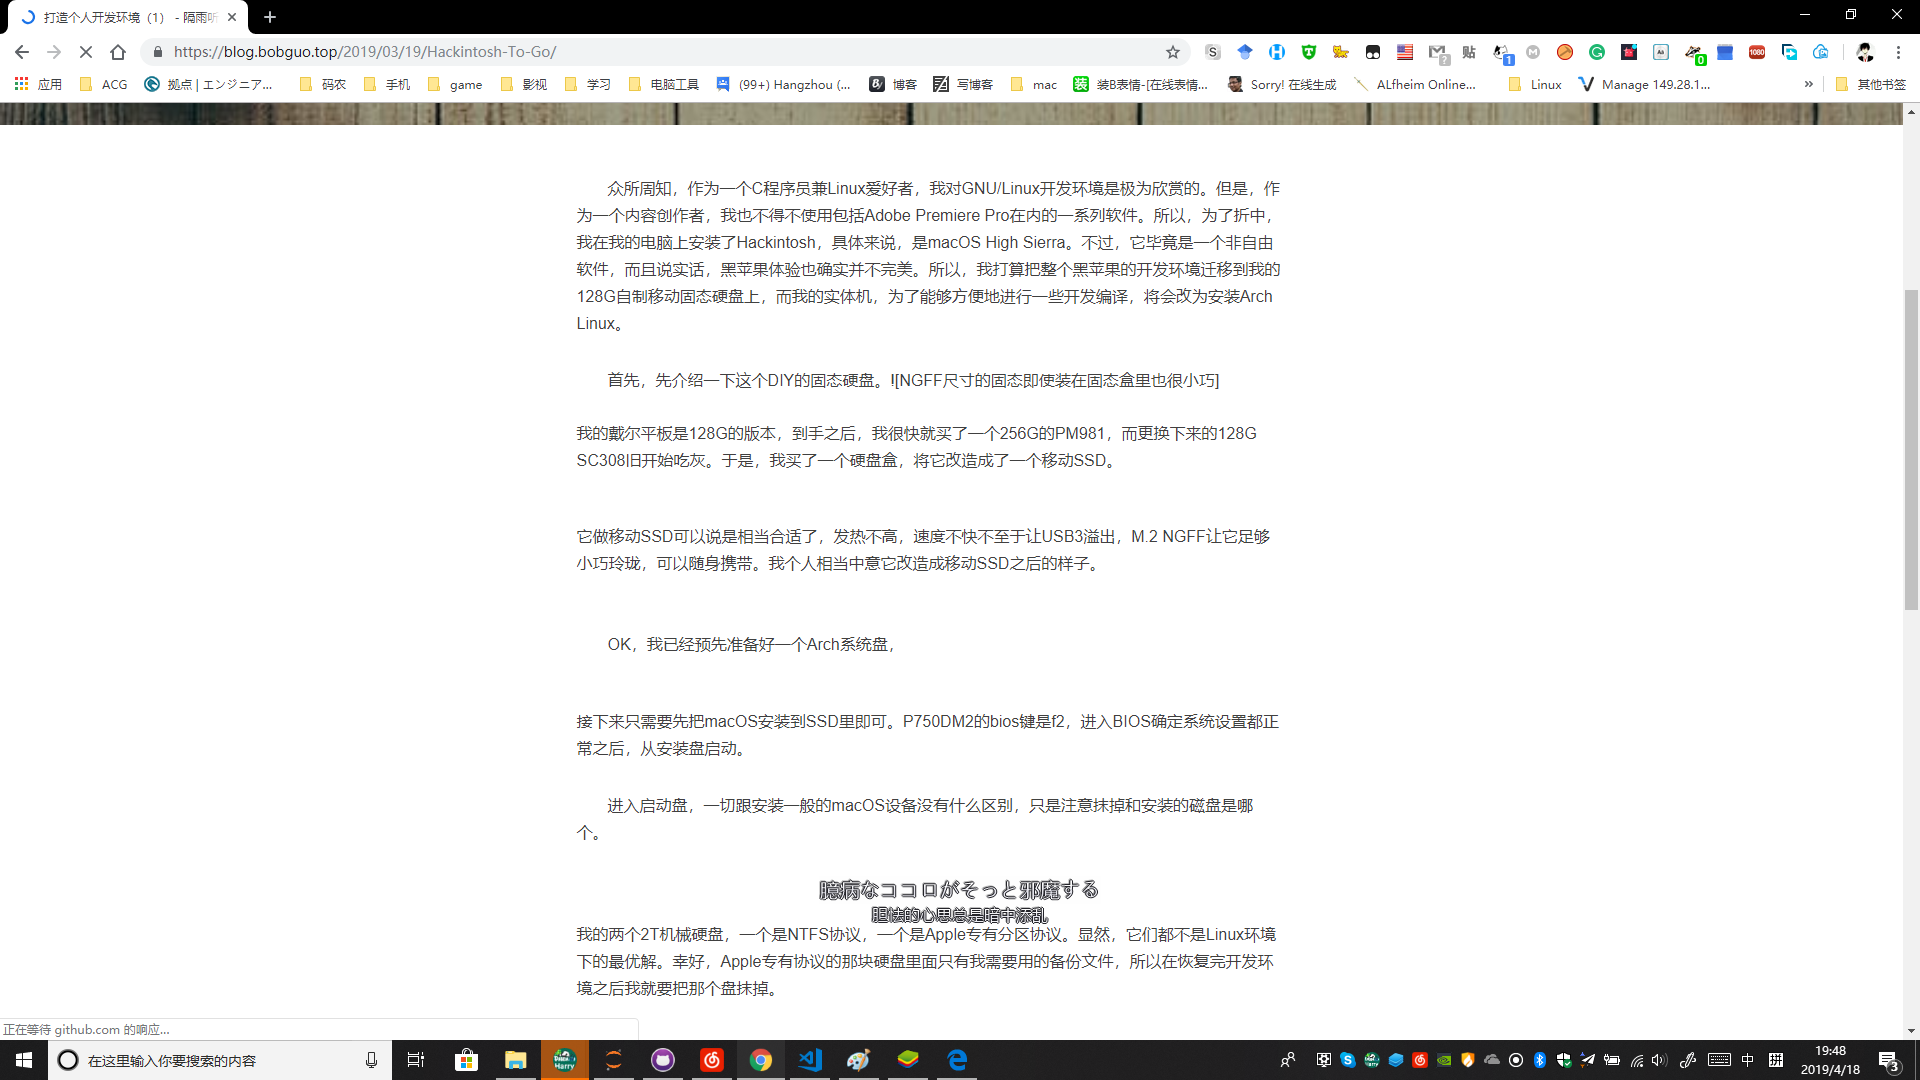 打造个人开发环境（1） - 隔雨听
https://blog.bobguo.top/2019/03/19/Hackintosh-To-Go/
应用
ACG
拠点 | エンジニア...
码农
手机
game
影视
学习
电脑工具
(99+) Hangzhou (...
博客
写博客
mac
装B表情-[在线表情...
Sorry! 在线生成
ALfheim Online...
Linux
Manage 149.28.1...
»
其他书签
众所周知，作为一个C程序员兼Linux爱好者，我对GNU/Linux开发环境是极为欣赏的。但是，作
为一个内容创作者，我也不得不使用包括Adobe Premiere Pro在内的一系列软件。所以，为了折中，
我在我的电脑上安装了Hackintosh，具体来说，是macOS High Sierra。不过，它毕竟是一个非自由
软件，而且说实话，黑苹果体验也确实并不完美。所以，我打算把整个黑苹果的开发环境迁移到我的
128G自制移动固态硬盘上，而我的实体机，为了能够方便地进行一些开发编译，将会改为安装Arch
Linux。
首先，先介绍一下这个DIY的固态硬盘。![NGFF尺寸的固态即使装在固态盒里也很小巧]
我的戴尔平板是128G的版本，到手之后，我很快就买了一个256G的PM981，而更换下来的128G
SC308旧开始吃灰。于是，我买了一个硬盘盒，将它改造成了一个移动SSD。
它做移动SSD可以说是相当合适了，发热不高，速度不快不至于让USB3溢出，M.2 NGFF让它足够
小巧玲珑，可以随身携带。我个人相当中意它改造成移动SSD之后的样子。
OK，我已经预先准备好一个Arch系统盘，
接下来只需要先把macOS安装到SSD里即可。P750DM2的bios键是f2，进入BIOS确定系统设置都正
常之后，从安装盘启动。
进入启动盘，一切跟安装一般的macOS设备没有什么区别，只是注意抹掉和安装的磁盘是哪
个。
臆病なココロがそっと邪魔する
胆怯的心思总是暗中添乱
我的两个2T机械硬盘，一个是NTFS协议，一个是Apple专有分区协议。显然，它们都不是Linux环境
下的最优解。幸好，Apple专有协议的那块硬盘里面只有我需要用的备份文件，所以在恢复完开发环
境之后我就要把那个盘抹掉。
正在等待 github.com 的响应...
在这里输入你要搜索的内容
中
拼
19:48
2019/4/18
3